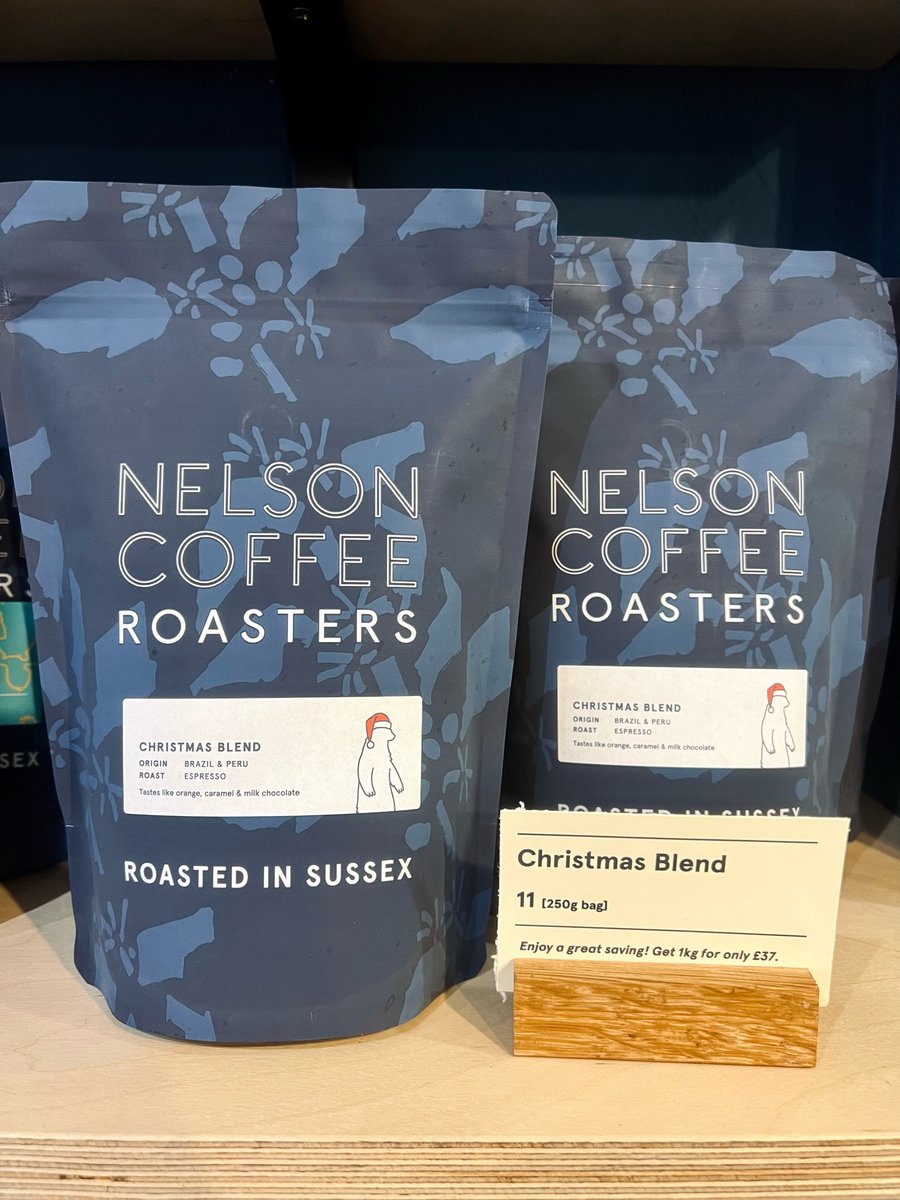 NELSON
COFFEE
ROASTERS
CHRISTMAS BLEND
ORIGIN BRAZIL & PERU
ROAST ESPRESSO
Tastes like orange, caramel & milk chocolate
ROASTED IN SUSSEX
NELSON
COFFEE
ROASTERS
CHRISTMAS BLEND
ORIGIN BRAZIL & PERU
ROAST ESPRESSO
Tastes like orange, caramel & milk chocolate
ROASTED IN SUSSEX
Christmas Blend
11 [250g bag]
Enjoy a great saving! Get 1kg for only £37.